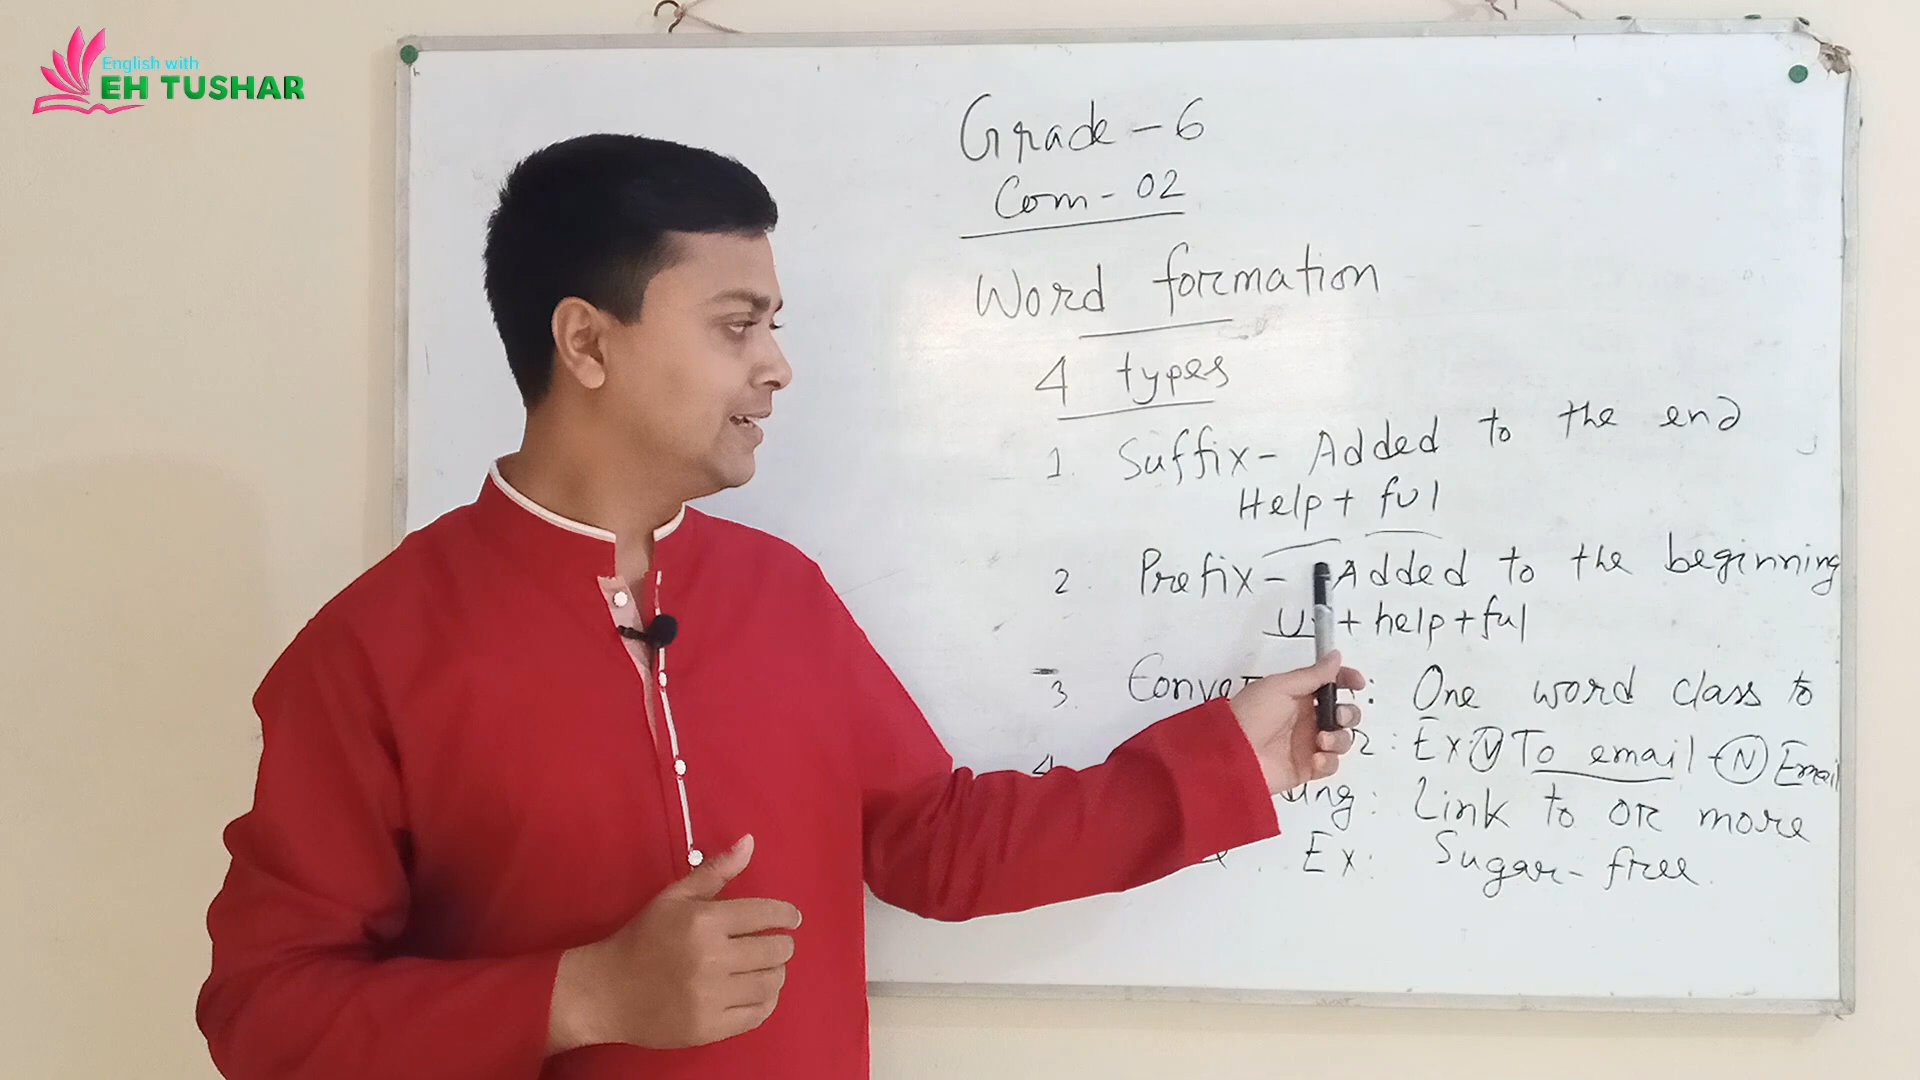 English with
EH TUSHAR
Grade - 6
Com - 02
Word formation
4 types
1. Suffix - Added to the end
Help + ful
2. Prefix - Added to the beginning
+ help + ful
3. : One word class to
: Ex: V To email - N Email
4. : Link to or more
Ex: Sugar-free.